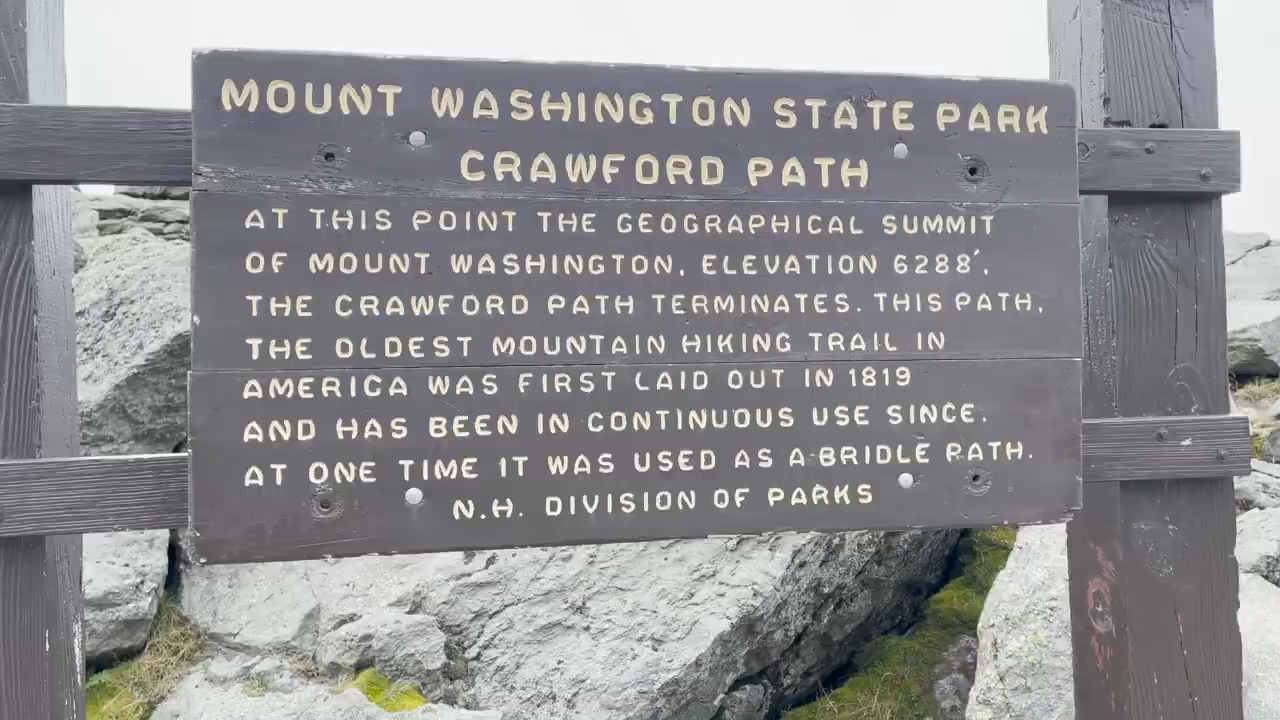 MOUNT WASHINGTON STATE PARK
CRAWFORD PATH
AT THIS POINT THE GEOGRAPHICAL SUMMIT
OF MOUNT WASHINGTON, ELEVATION 6288',
THE CRAWFORD PATH TERMINATES. THIS PATH,
THE OLDEST MOUNTAIN HIKING TRAIL IN
AMERICA WAS FIRST LAID OUT IN 1819
AND HAS BEEN IN CONTINUOUS USE SINCE.
AT ONE TIME IT WAS USED AS A BRIDLE PATH.
N.H. DIVISION OF PARKS